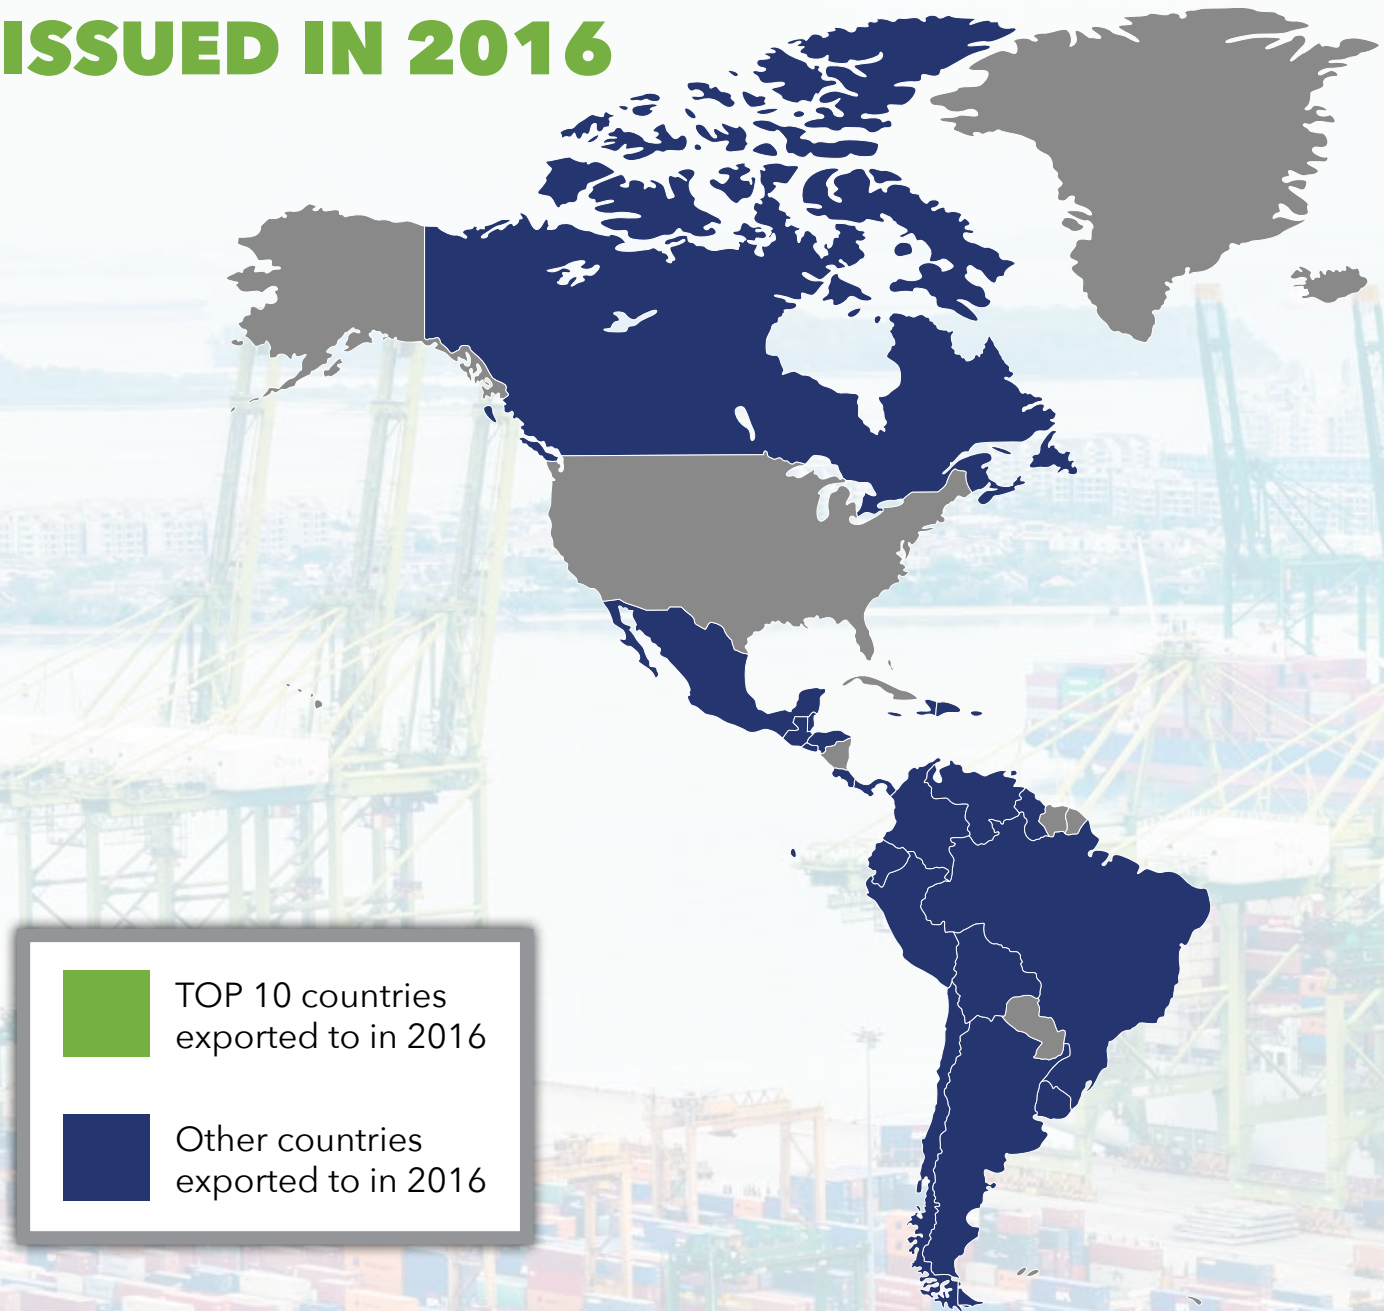 ISSUED IN 2016
TOP 10 countries
exported to in 2016
Other countries
exported to in 2016